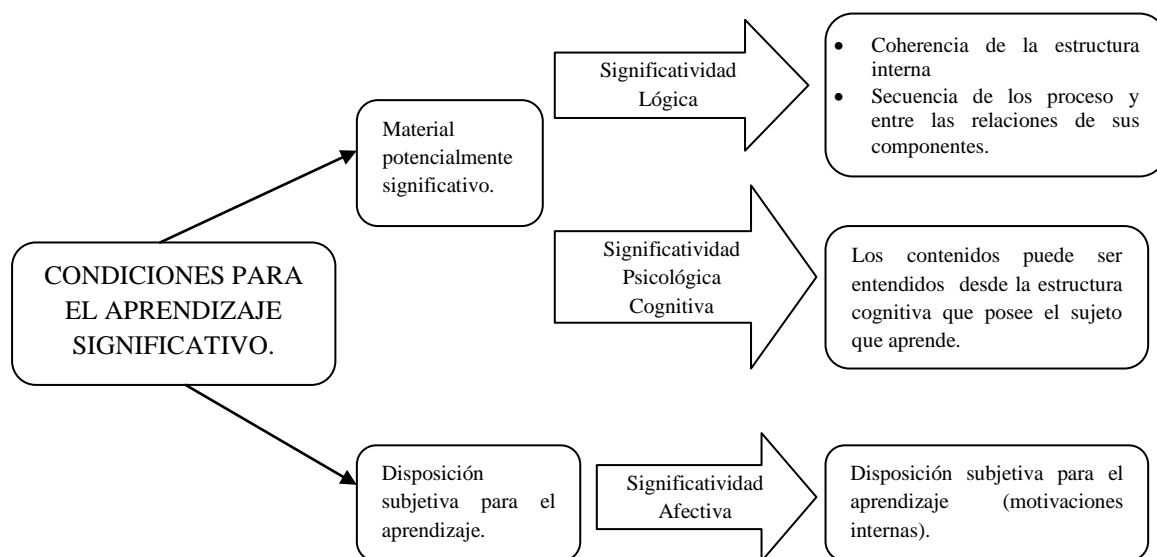 CONDICIONES PARA
EL APRENDIZAJE
SIGNIFICATIVO.
Material
potencialmente
significativo.
Significatividad
Lógica
• Coherencia de la estructura
interna
• Secuencia de los proceso y
entre las relaciones de sus
componentes.
Significatividad
Psicológica
Cognitiva
Los contenidos puede ser
entendidos desde la estructura
cognitiva que posee el sujeto
que aprende.
Disposición
subjetiva para el
aprendizaje.
Significatividad
Afectiva
Disposición subjetiva para el
aprendizaje (motivaciones
internas).